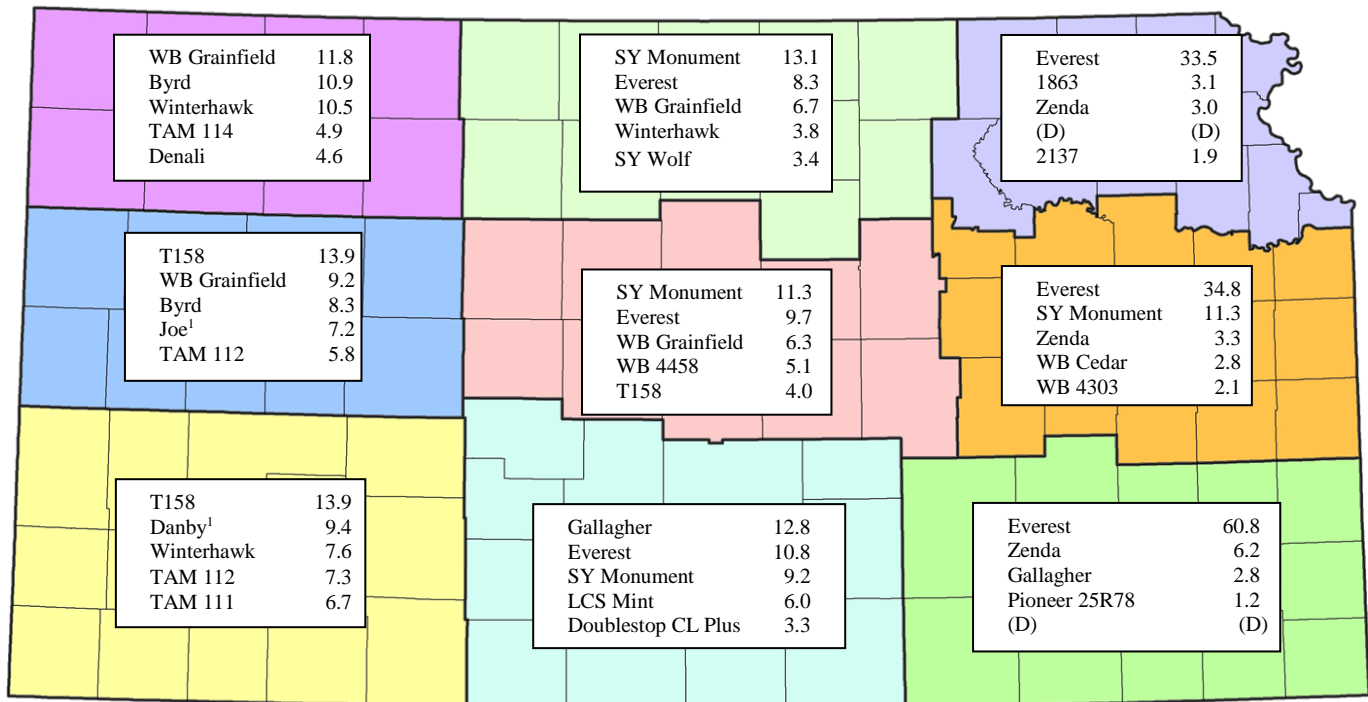 WB Grainfield 11.8
Byrd 10.9
Winterhawk 10.5
TAM 114 4.9
Denali 4.6
SY Monument 13.1
Everest 8.3
WB Grainfield 6.7
Winterhawk 3.8
SY Wolf 3.4
Everest 33.5
1863 3.1
Zenda 3.0
(D) (D)
2137 1.9
T158 13.9
WB Grainfield 9.2
Byrd 8.3
Joe¹ 7.2
TAM 112 5.8
SY Monument 11.3
Everest 9.7
WB Grainfield 6.3
WB 4458 5.1
T158 4.0
Everest 34.8
SY Monument 11.3
Zenda 3.3
WB Cedar 2.8
WB 4303 2.1
T158 13.9
Danby¹ 9.4
Winterhawk 7.6
TAM 112 7.3
TAM 111 6.7
Gallagher 12.8
Everest 10.8
SY Monument 9.2
LCS Mint 6.0
Doublestop CL Plus 3.3
Everest 60.8
Zenda 6.2
Gallagher 2.8
Pioneer 25R78 1.2
(D) (D)